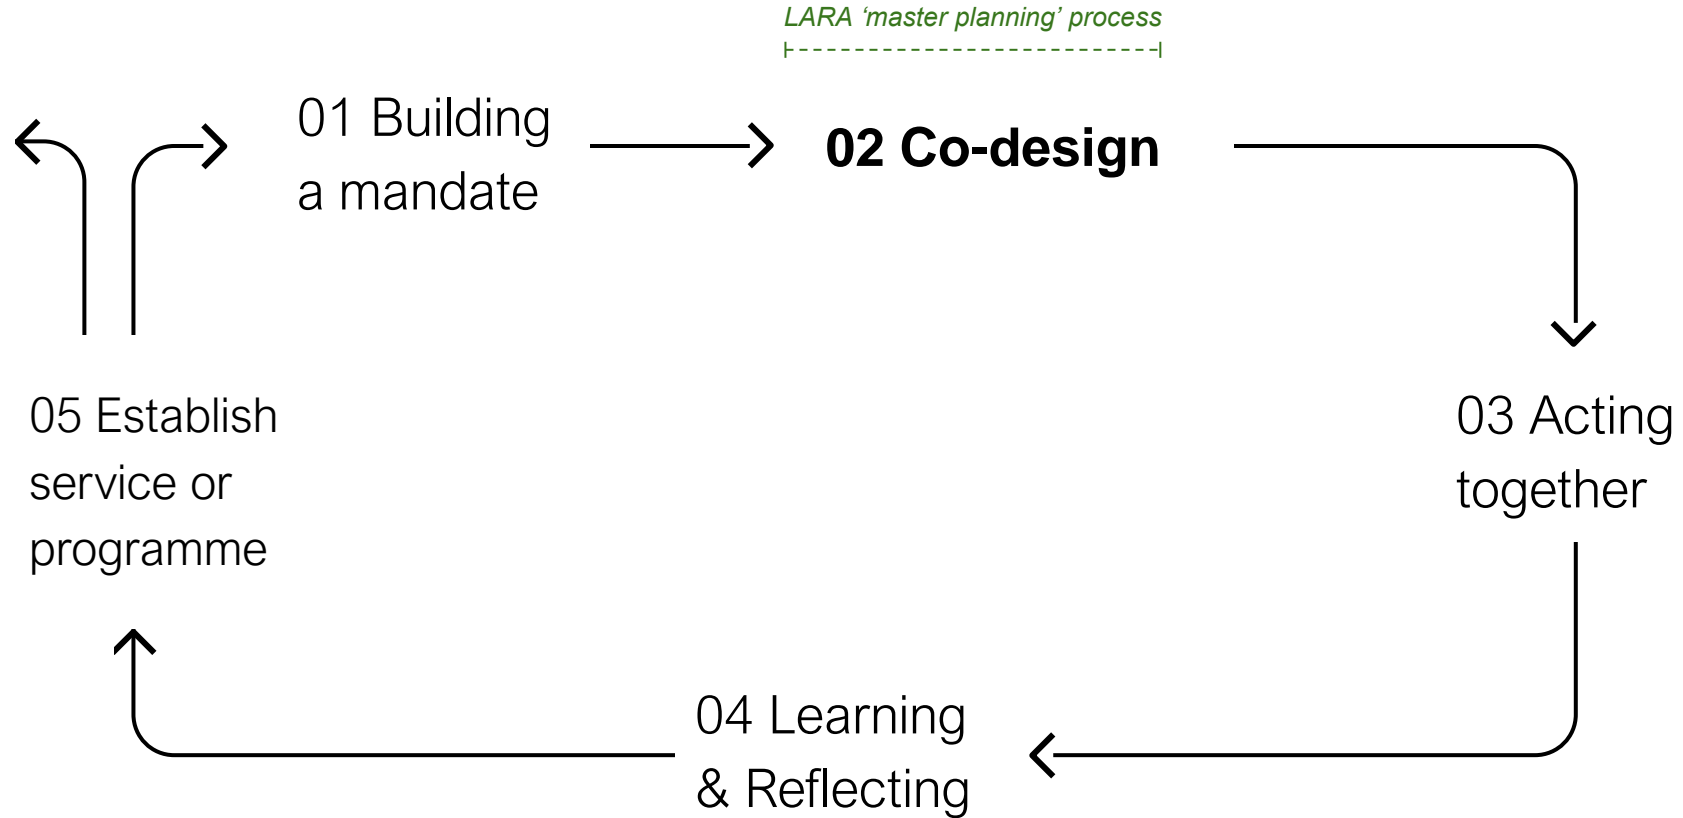 LARA ‘master planning’ process
01 Building
a mandate
02 Co-design
03 Acting
together
04 Learning
& Reflecting
05 Establish
service or
programme